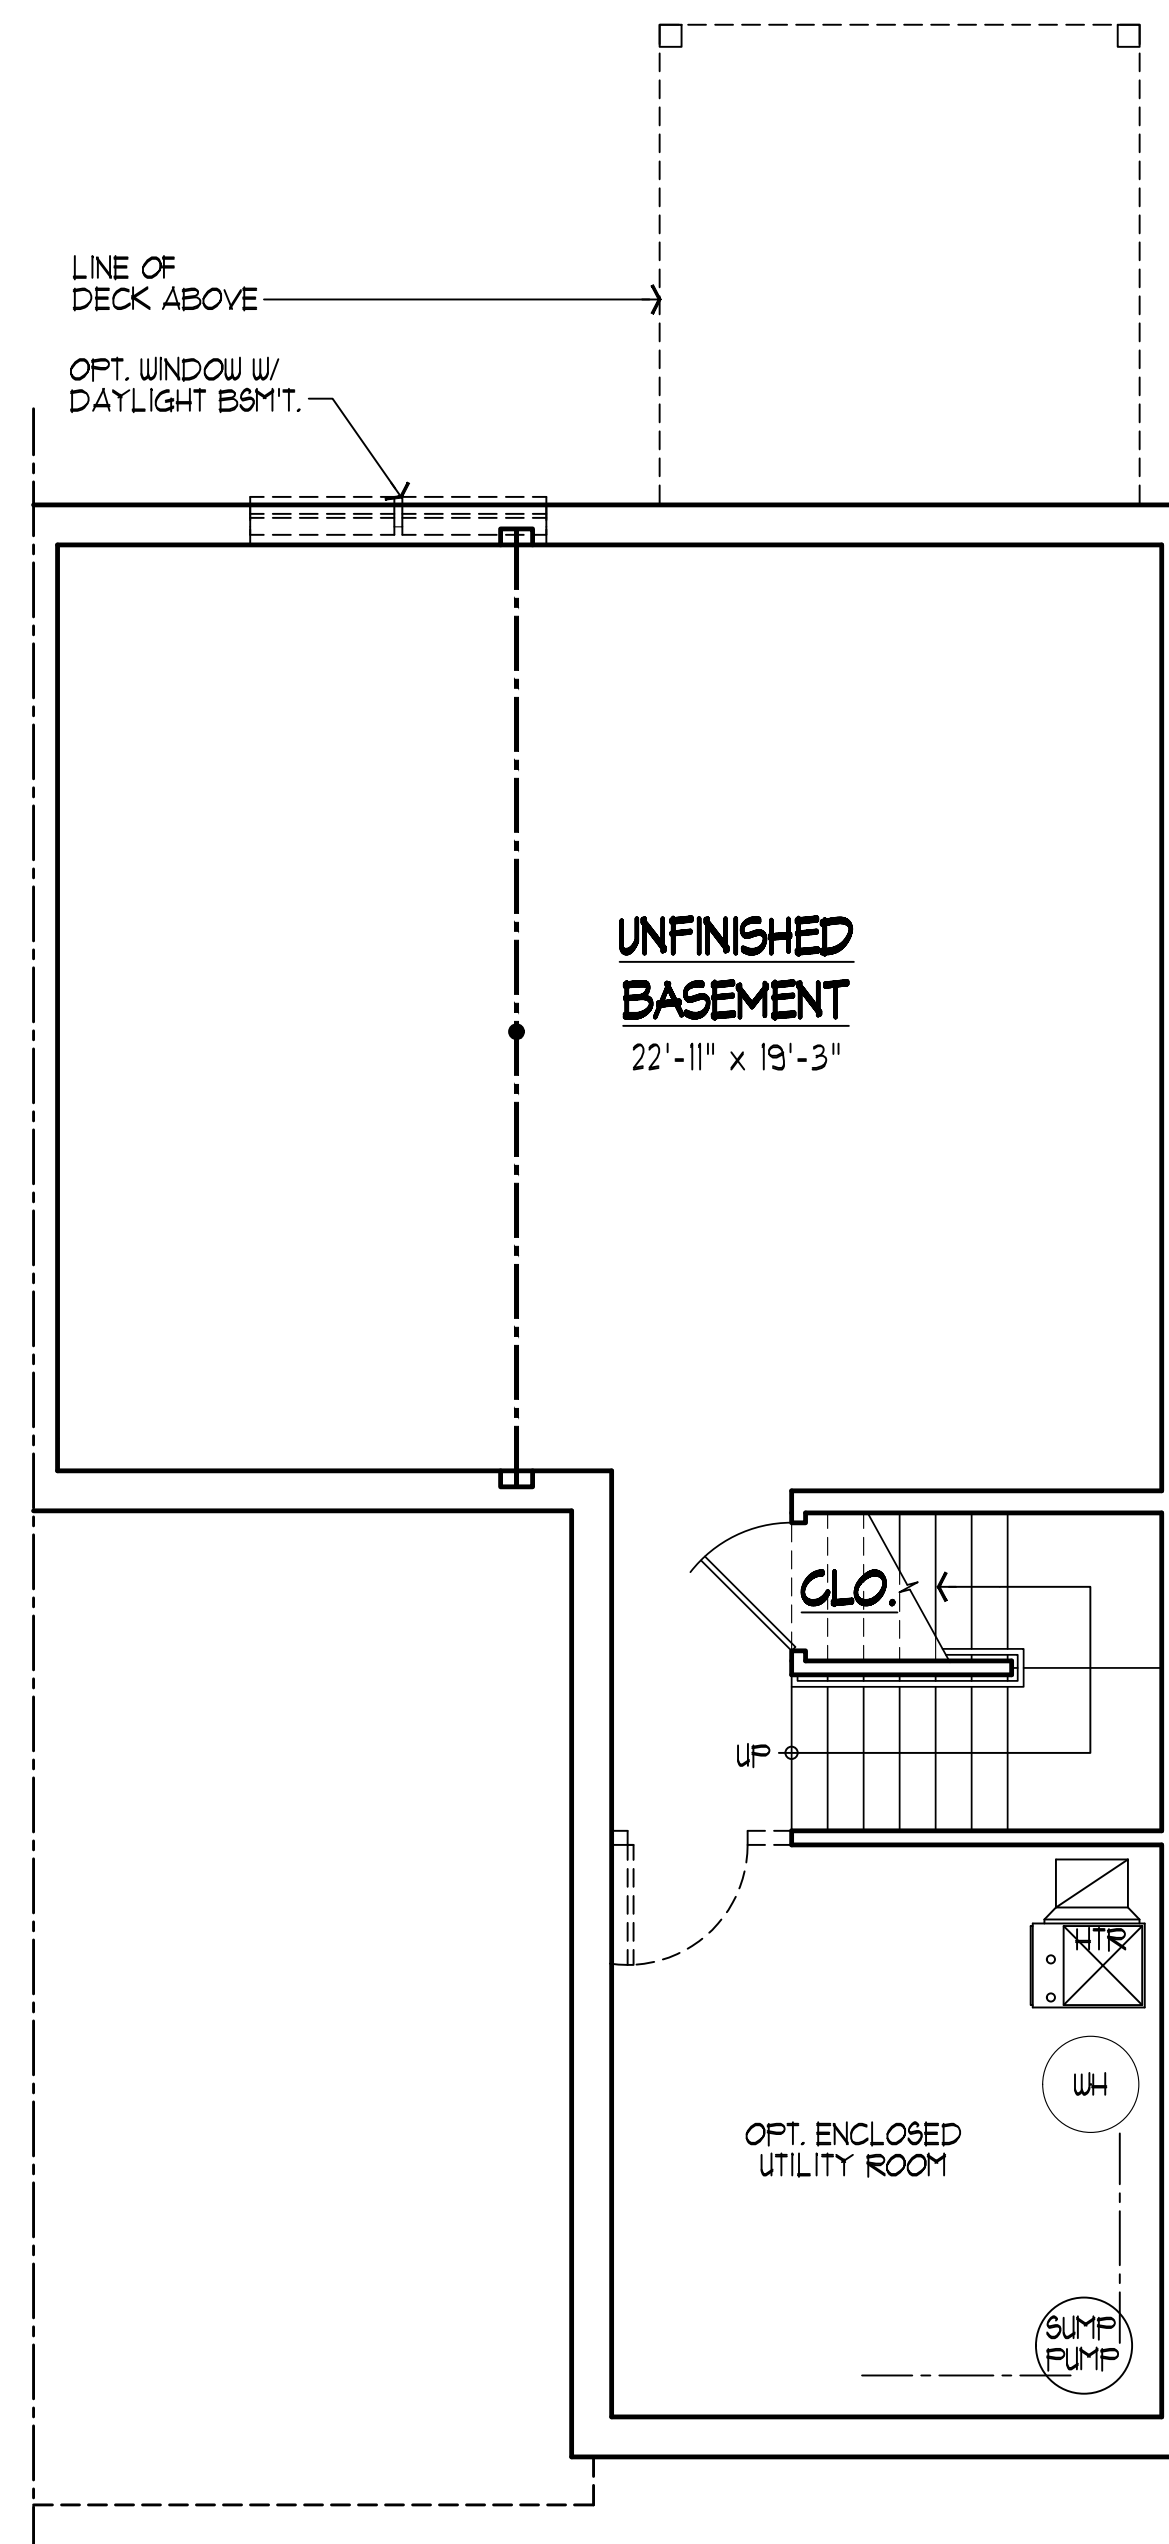 LINE OF
DECK ABOVE
OPT. WINDOW W/
DAYLIGHT BSM'T.
UNFINISHED
BASEMENT
22'-11" x 19'-3"
CLO.
UP
HTR
WH
OPT. ENCLOSED
UTILITY ROOM
SUMP
PUMP